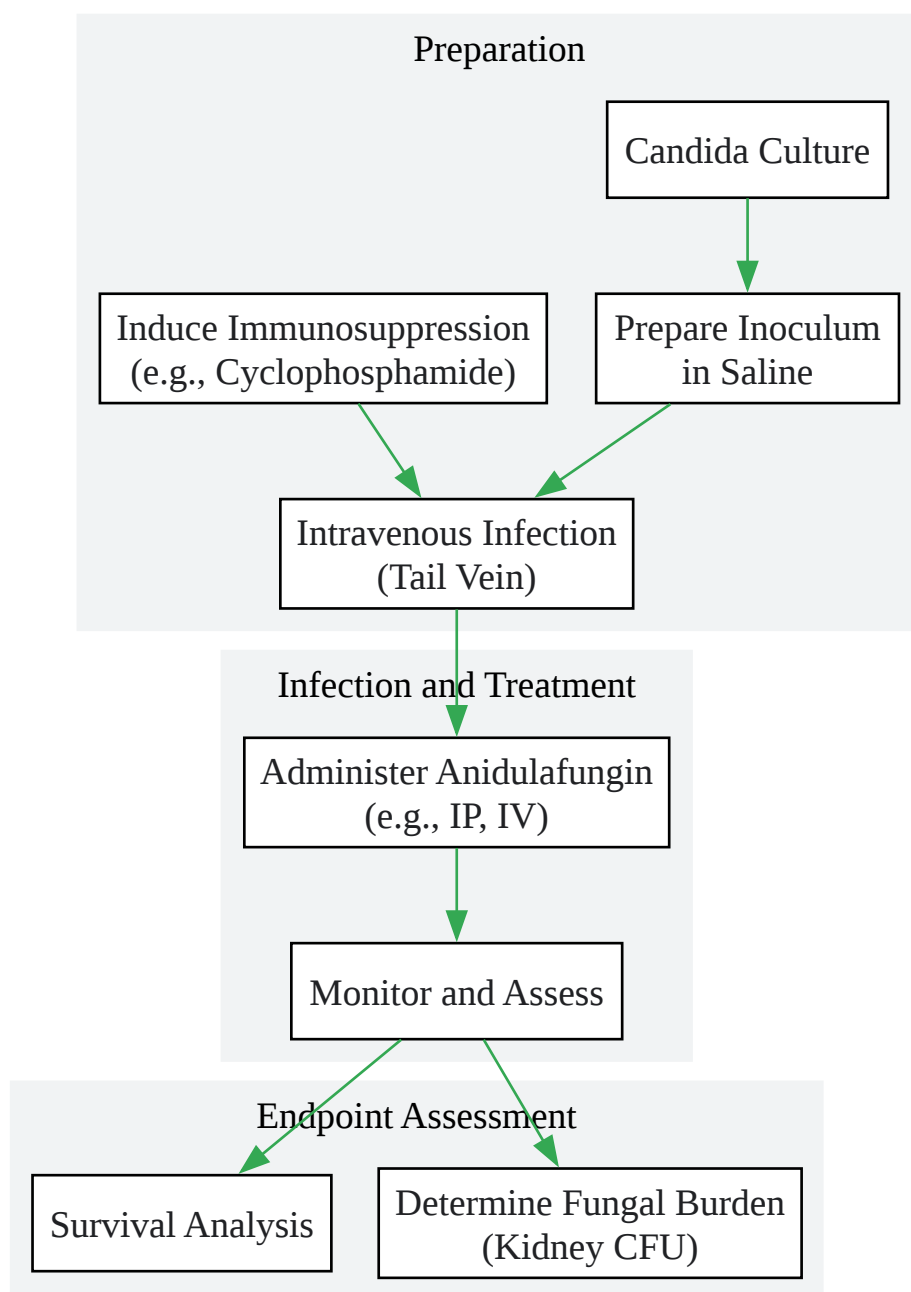 Preparation
Candida Culture
Induce Immunosuppression
(e.g., Cyclophosphamide)
Prepare Inoculum
in Saline
Intravenous Infection
(Tail Vein)
Infection and Treatment
Administer Anidulafungin
(e.g., IP, IV)
Monitor and Assess
Endpoint Assessment
Survival Analysis
Determine Fungal Burden
(Kidney CFU)